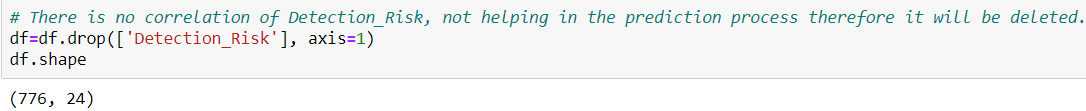 # There is no correlation of Detection_Risk, not helping in the prediction process therefore it will be deleted.
df=df.drop(['Detection_Risk'], axis=1)
df.shape
(776, 24)